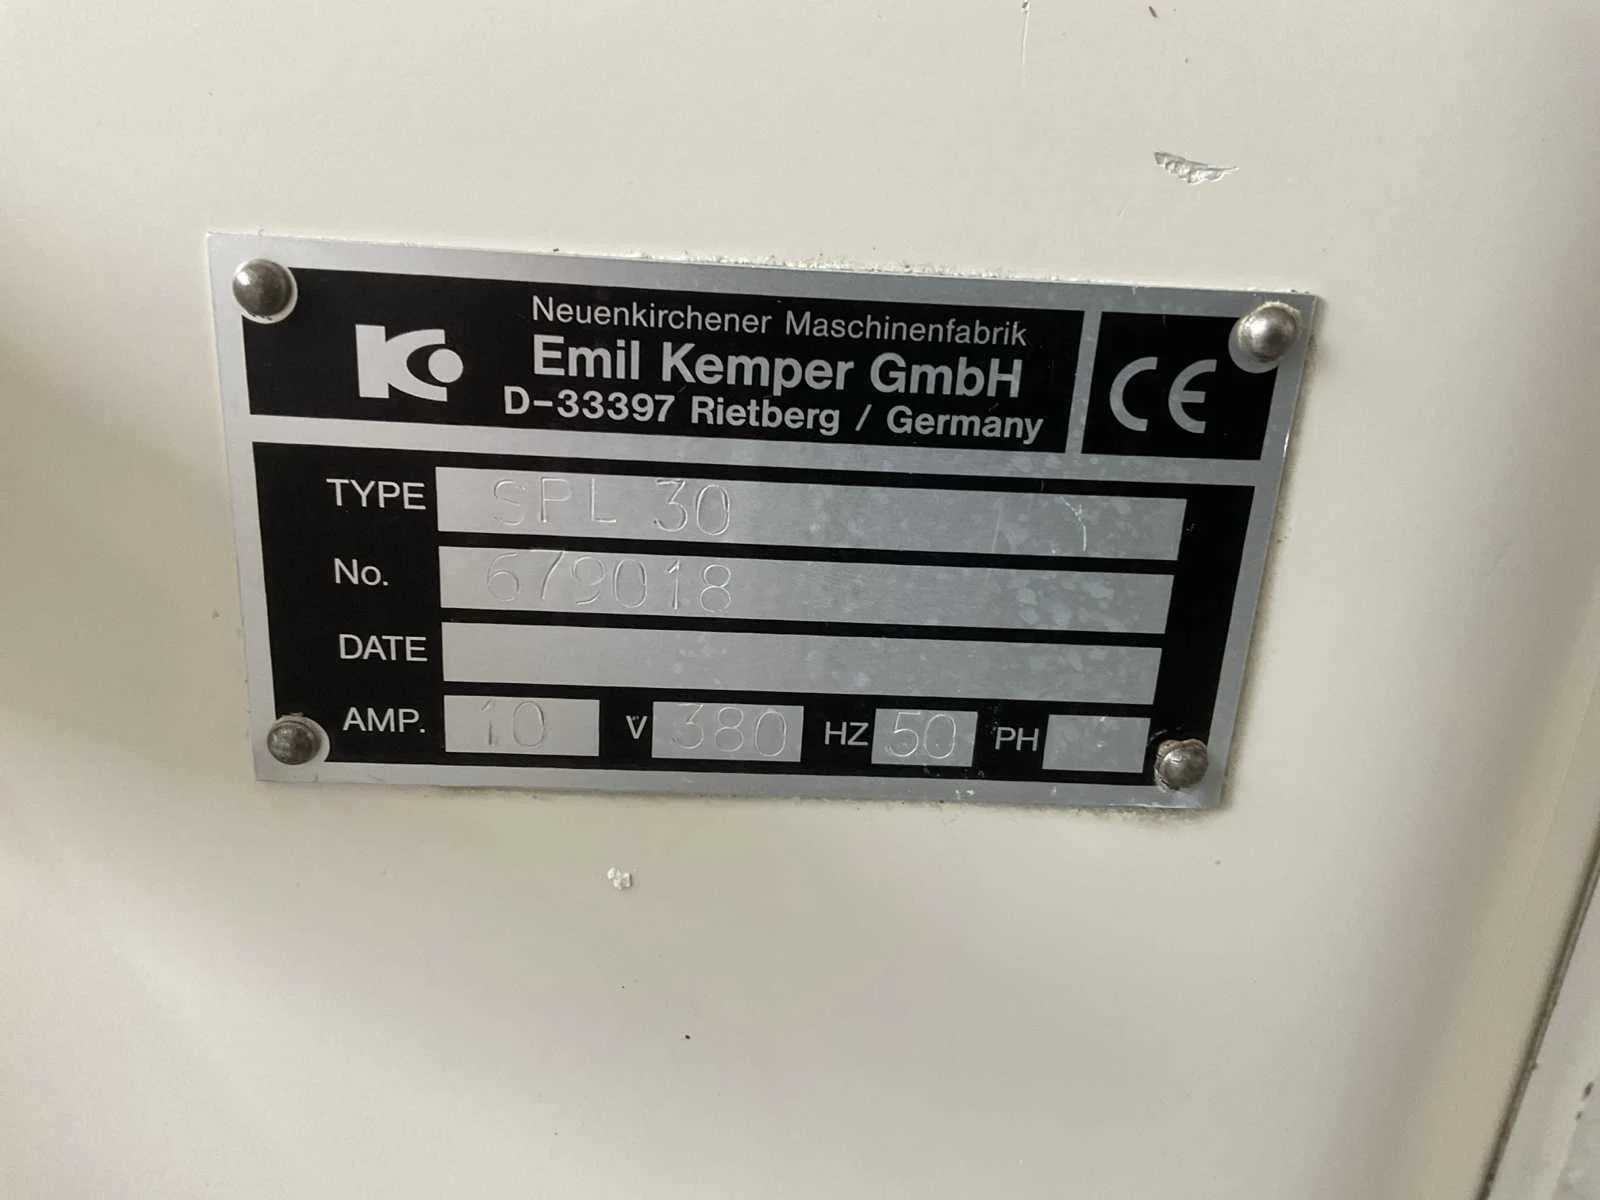 Neuenkirchener Maschinenfabrik
Emil Kemper GmbH
D-33397 Rietberg / Germany
CE
TYPE SPL 30
No. 679018
DATE
AMP. 10 V 380 HZ 50 PH